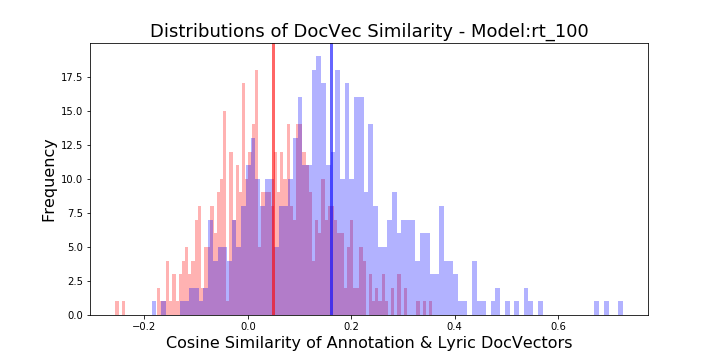 Distributions of DocVec Similarity - Model:rt_100
Frequency
17.5
15.0
12.5
10.0
7.5
5.0
2.5
0.0
−0.2 0.0 0.2 0.4 0.6
Cosine Similarity of Annotation & Lyric DocVectors